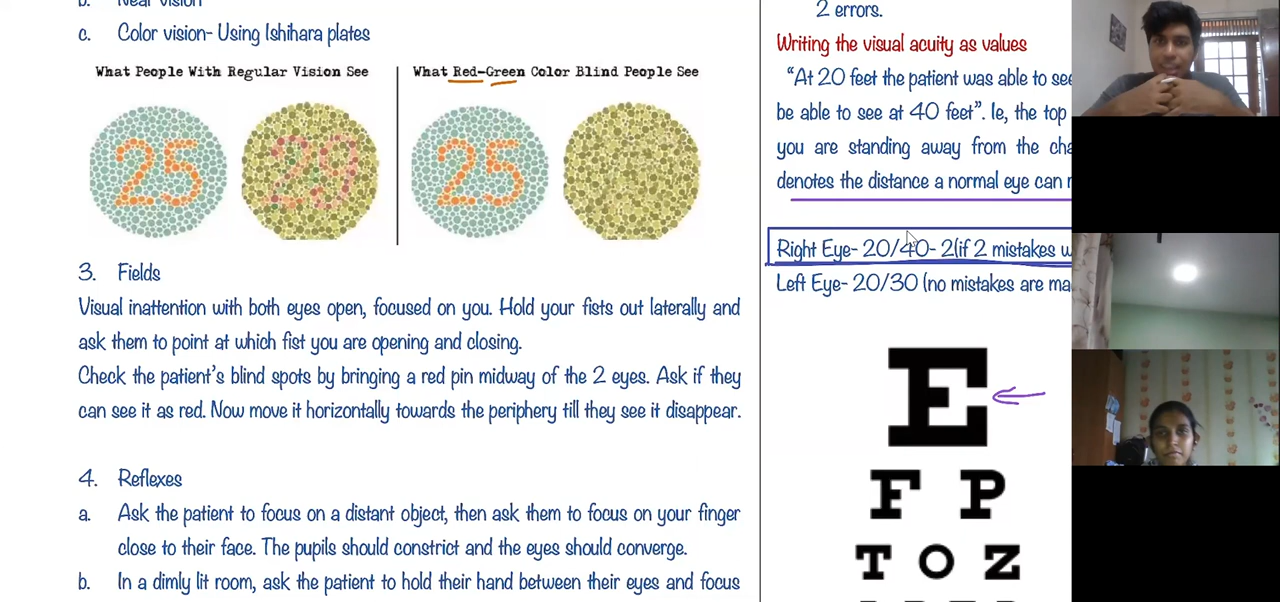 b. Near vision
c. Color vision- Using Ishihara plates
What People With Regular Vision See
What Red-Green Color Blind People See
25
29
25
3. Fields
Visual inattention with both eyes open, focused on you. Hold your fists out laterally and
ask them to point at which fist you are opening and closing.
Check the patient's blind spots by bringing a red pin midway of the 2 eyes. Ask if they
can see it as red. Now move it horizontally towards the periphery till they see it disappear.
4. Reflexes
a. Ask the patient to focus on a distant object, then ask them to focus on your finger
close to their face. The pupils should constrict and the eyes should converge.
b. In a dimly lit room, ask the patient to hold their hand between their eyes and focus
2 errors.
Writing the visual acuity as values
"At 20 feet the patient was able to see
be able to see at 40 feet". Ie, the top
you are standing away from the cha
denotes the distance a normal eye can
Right Eye- 20/40- 2(if 2 mistakes w
Left Eye- 20/30 (no mistakes are ma
E
F P
T O Z